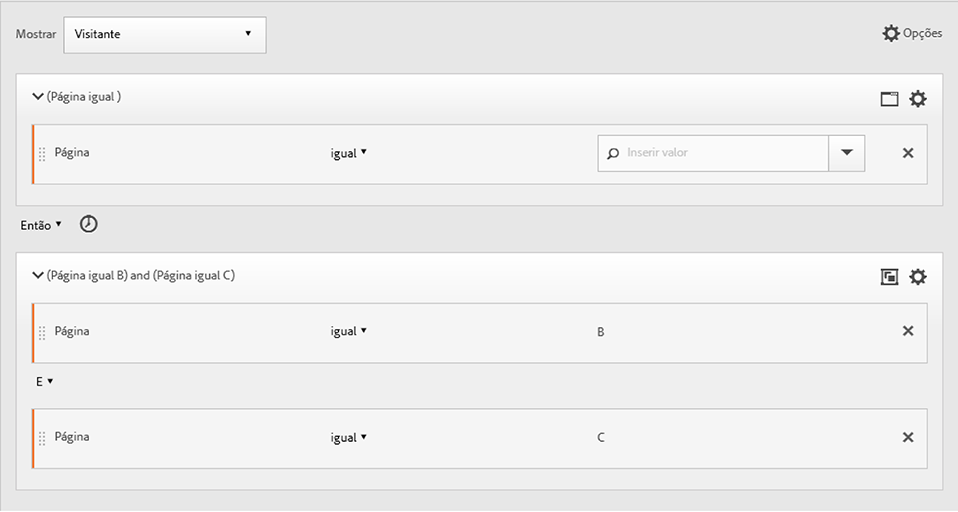 Mostrar Visitante Opções
(Página igual )
Página igual Inserir valor
Então
(Página igual B) and (Página igual C)
Página igual B
E
Página igual C